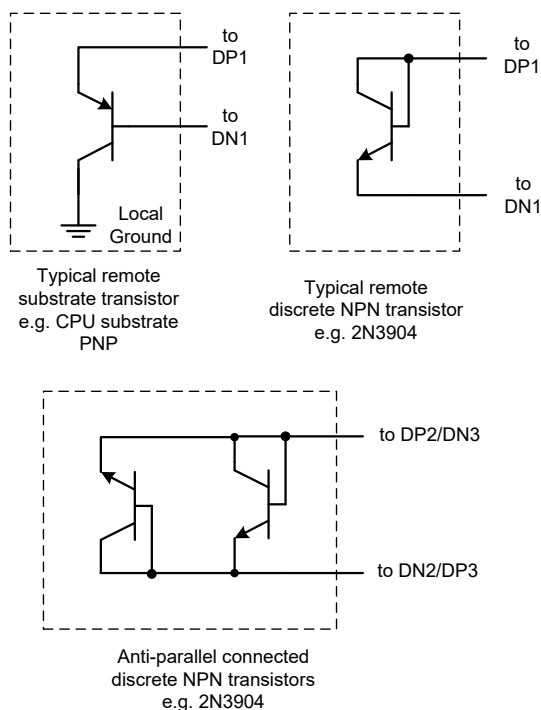 to
DP1
to
DN1
Local
Ground
Typical remote
substrate transistor
e.g. CPU substrate
PNP
to
DP1
to
DN1
Typical remote
discrete NPN transistor
e.g. 2N3904
to DP2/DN3
to DN2/DP3
Anti-parallel connected
discrete NPN transistors
e.g. 2N3904